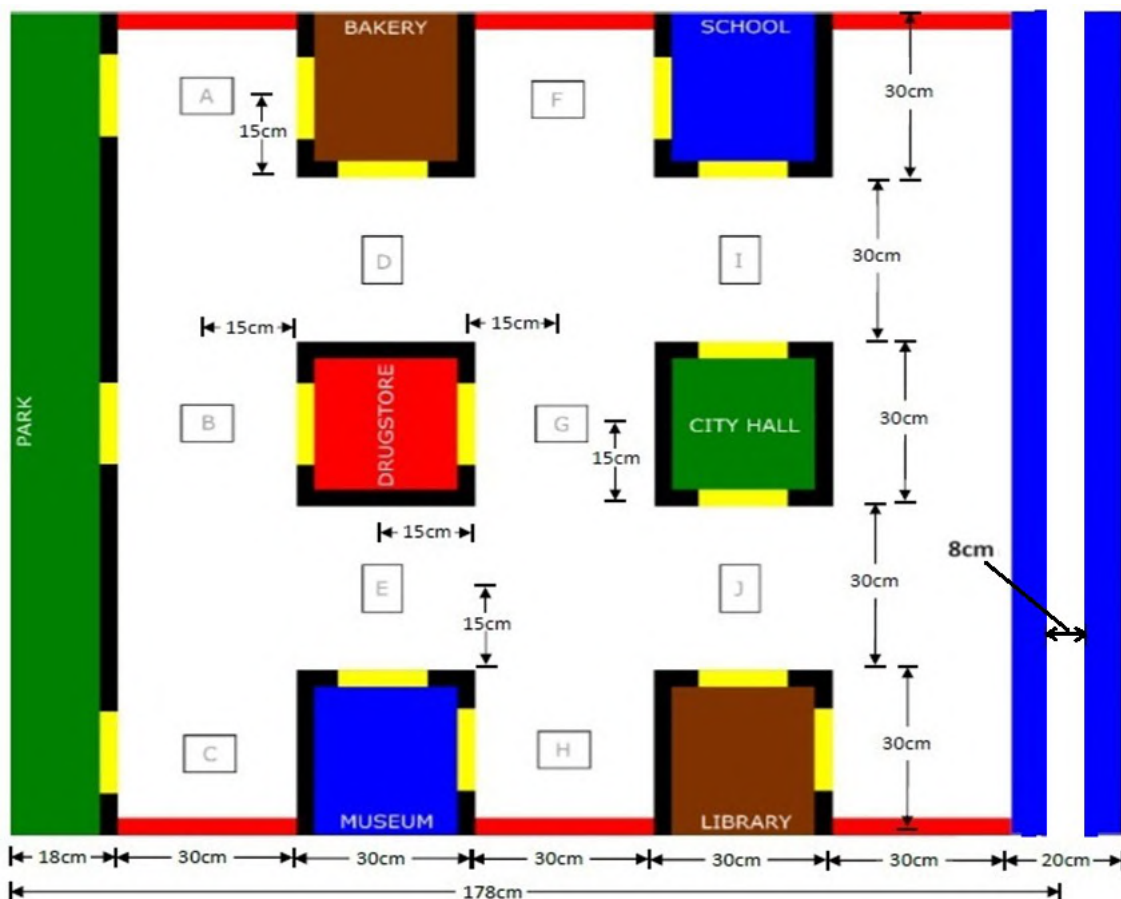 BAKERY
SCHOOL
A
F
30cm
15cm
D
I
30cm
15cm
15cm
PARK
B
DRUGSTORE
G
CITY HALL
30cm
15cm
15cm
8cm
E
J
30cm
15cm
C
H
30cm
MUSEUM
LIBRARY
18cm
30cm
30cm
30cm
30cm
30cm
20cm
178cm